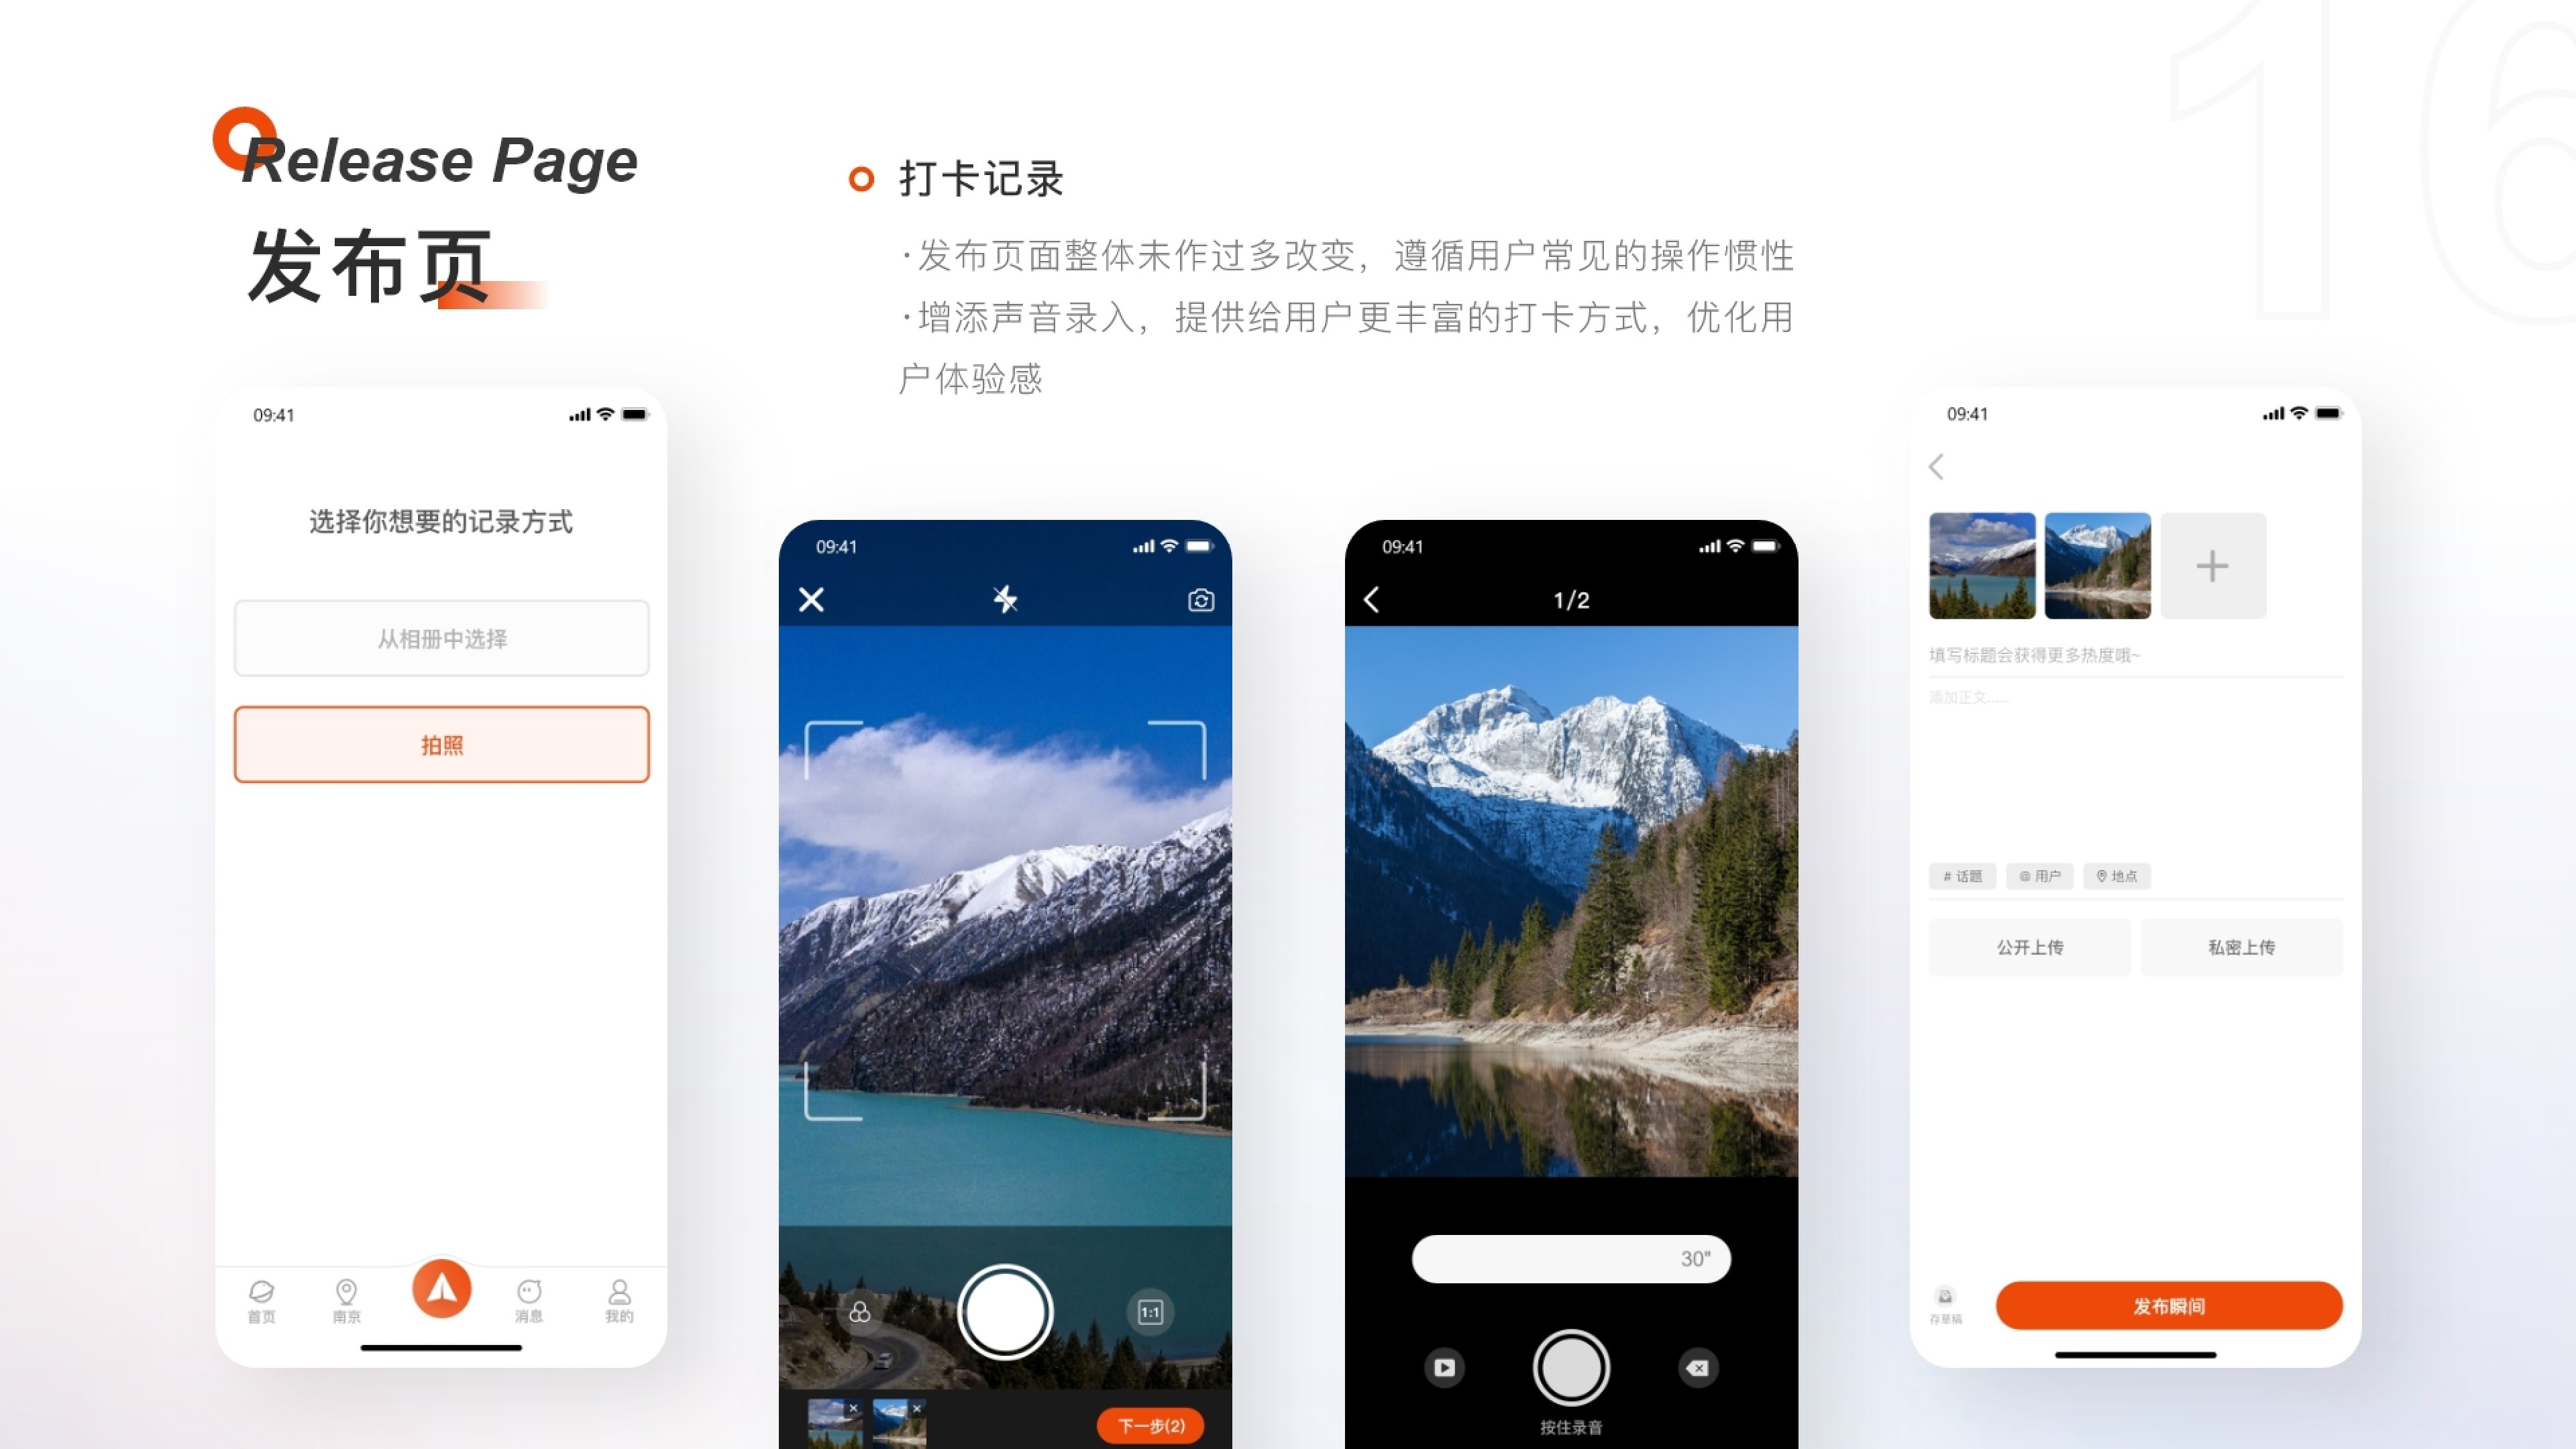 16
Release Page
发布页
打卡记录
·发布页面整体未作过多改变，遵循用户常见的操作惯性
·增添声音录入，提供给用户更丰富的打卡方式，优化用
户体验感
09:41
选择你想要的记录方式
从相册中选择
拍照
首页
南京
消息
我的
09:41
1:1
下一步(2)
09:41
1/2
30"
按住录音
09:41
填写标题会获得更多热度哦~
添加正文......
# 话题
@ 用户
地点
公开上传
私密上传
存草稿
发布瞬间